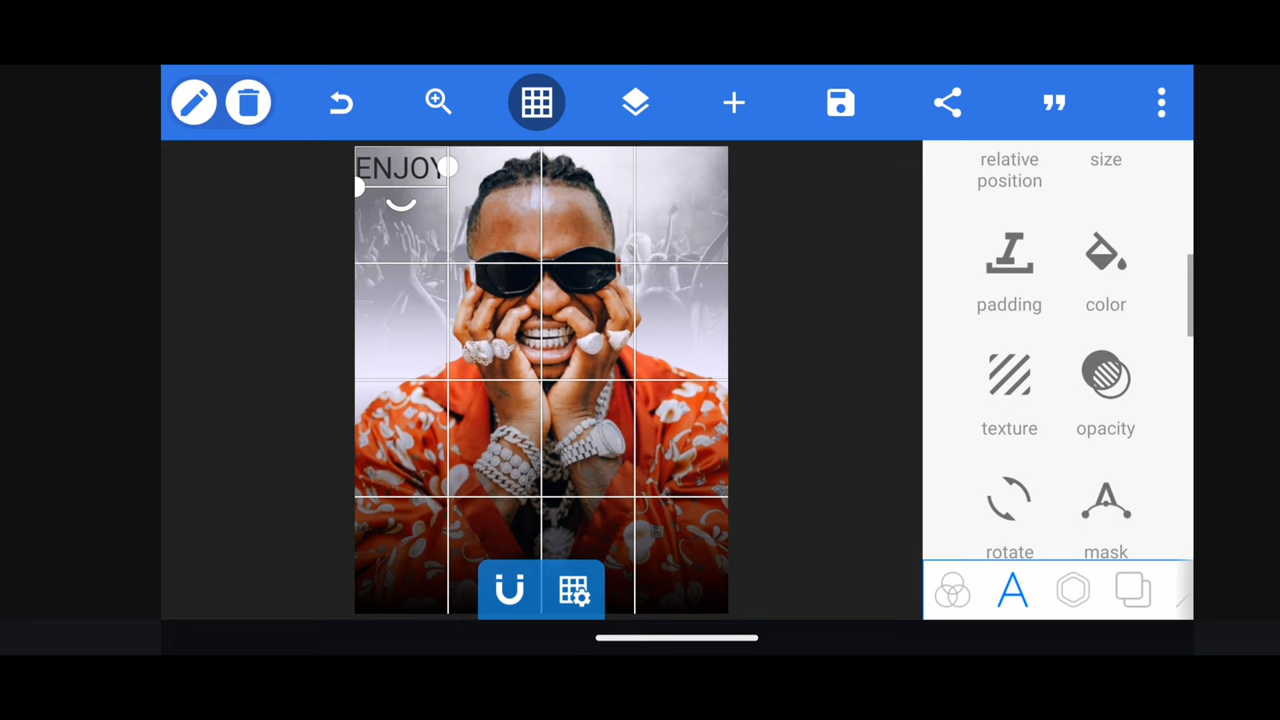 ENJOY
relative position
size
padding
color
texture
opacity
rotate
mask